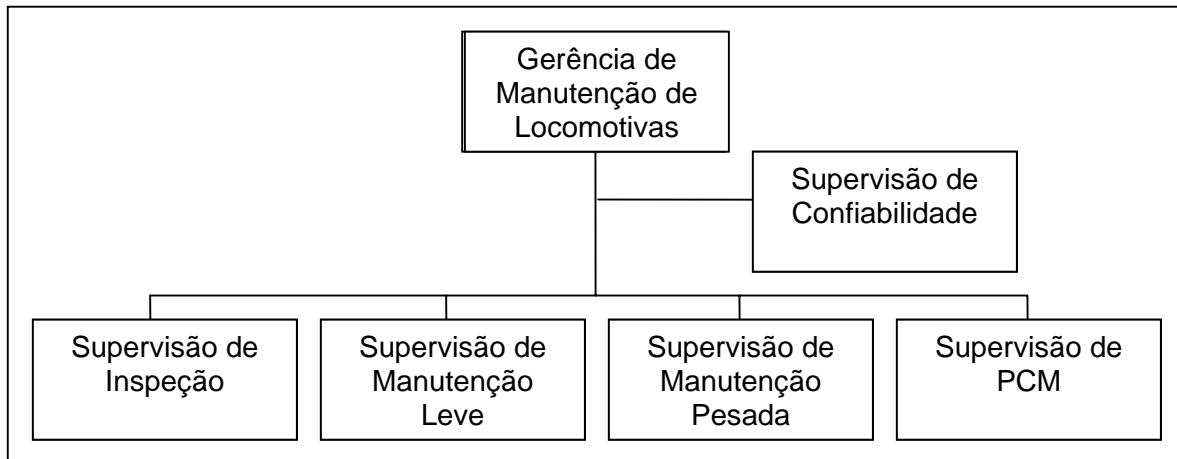 Gerência de
Manutenção de
Locomotivas
Supervisão de
Confiabilidade
Supervisão de
Inspeção
Supervisão de
Manutenção
Leve
Supervisão de
Manutenção
Pesada
Supervisão de
PCM